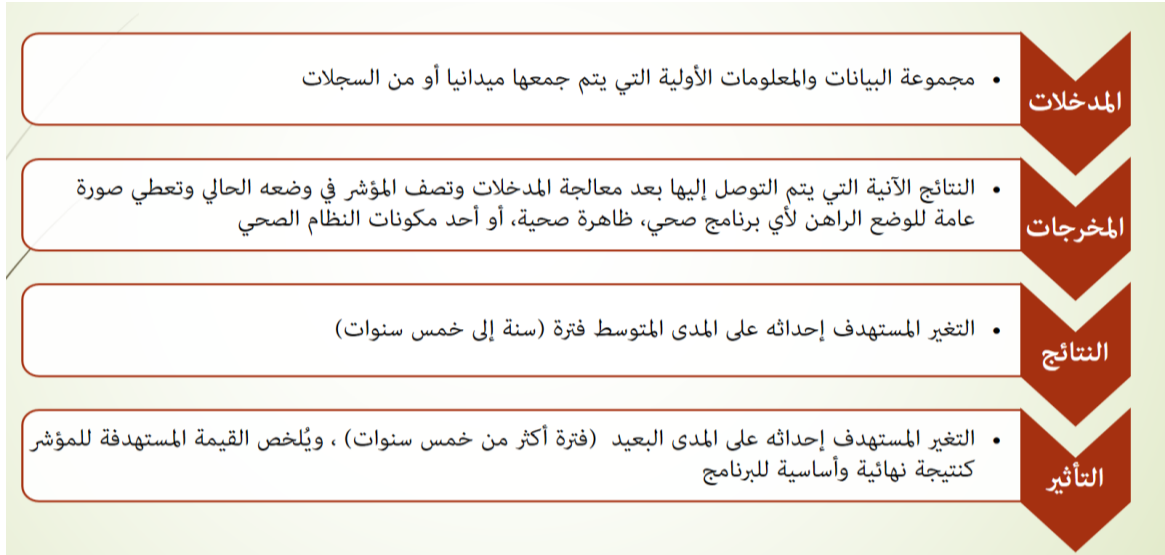 المدخلات
• مجموعة البيانات والمعلومات الأولية التي يتم جمعها ميدانيا أو من السجلات
المخرجات
• النتائج الآنية التي يتم التوصل إليها بعد معالجة المدخلات وتصف المؤشر في وضعه الحالي وتعطي صورة
عامة للوضع الراهن لأي برنامج صحي، ظاهرة صحية، أو أحد مكونات النظام الصحي
النتائج
• التغير المستهدف إحداثه على المدى المتوسط فترة (سنة إلى خمس سنوات)
التأثير
• التغير المستهدف إحداثه على المدى البعيد (فترة أكثر من خمس سنوات) ، ويُلخص القيمة المستهدفة للمؤشر
كنتيجة نهائية وأساسية للبرنامج